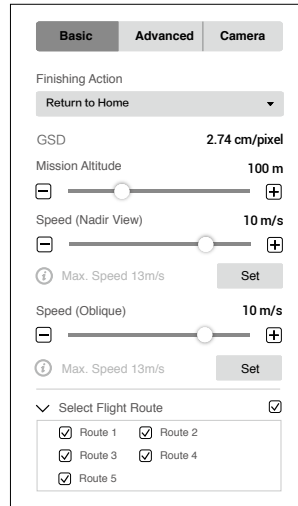 Basic Advanced Camera
Finishing Action
Return to Home
GSD 2.74 cm/pixel
Mission Altitude 100 m
Speed (Nadir View) 10 m/s
Max. Speed 13m/s Set
Speed (Oblique) 10 m/s
Max. Speed 13m/s Set
Select Flight Route
Route 1 Route 2
Route 3 Route 4
Route 5